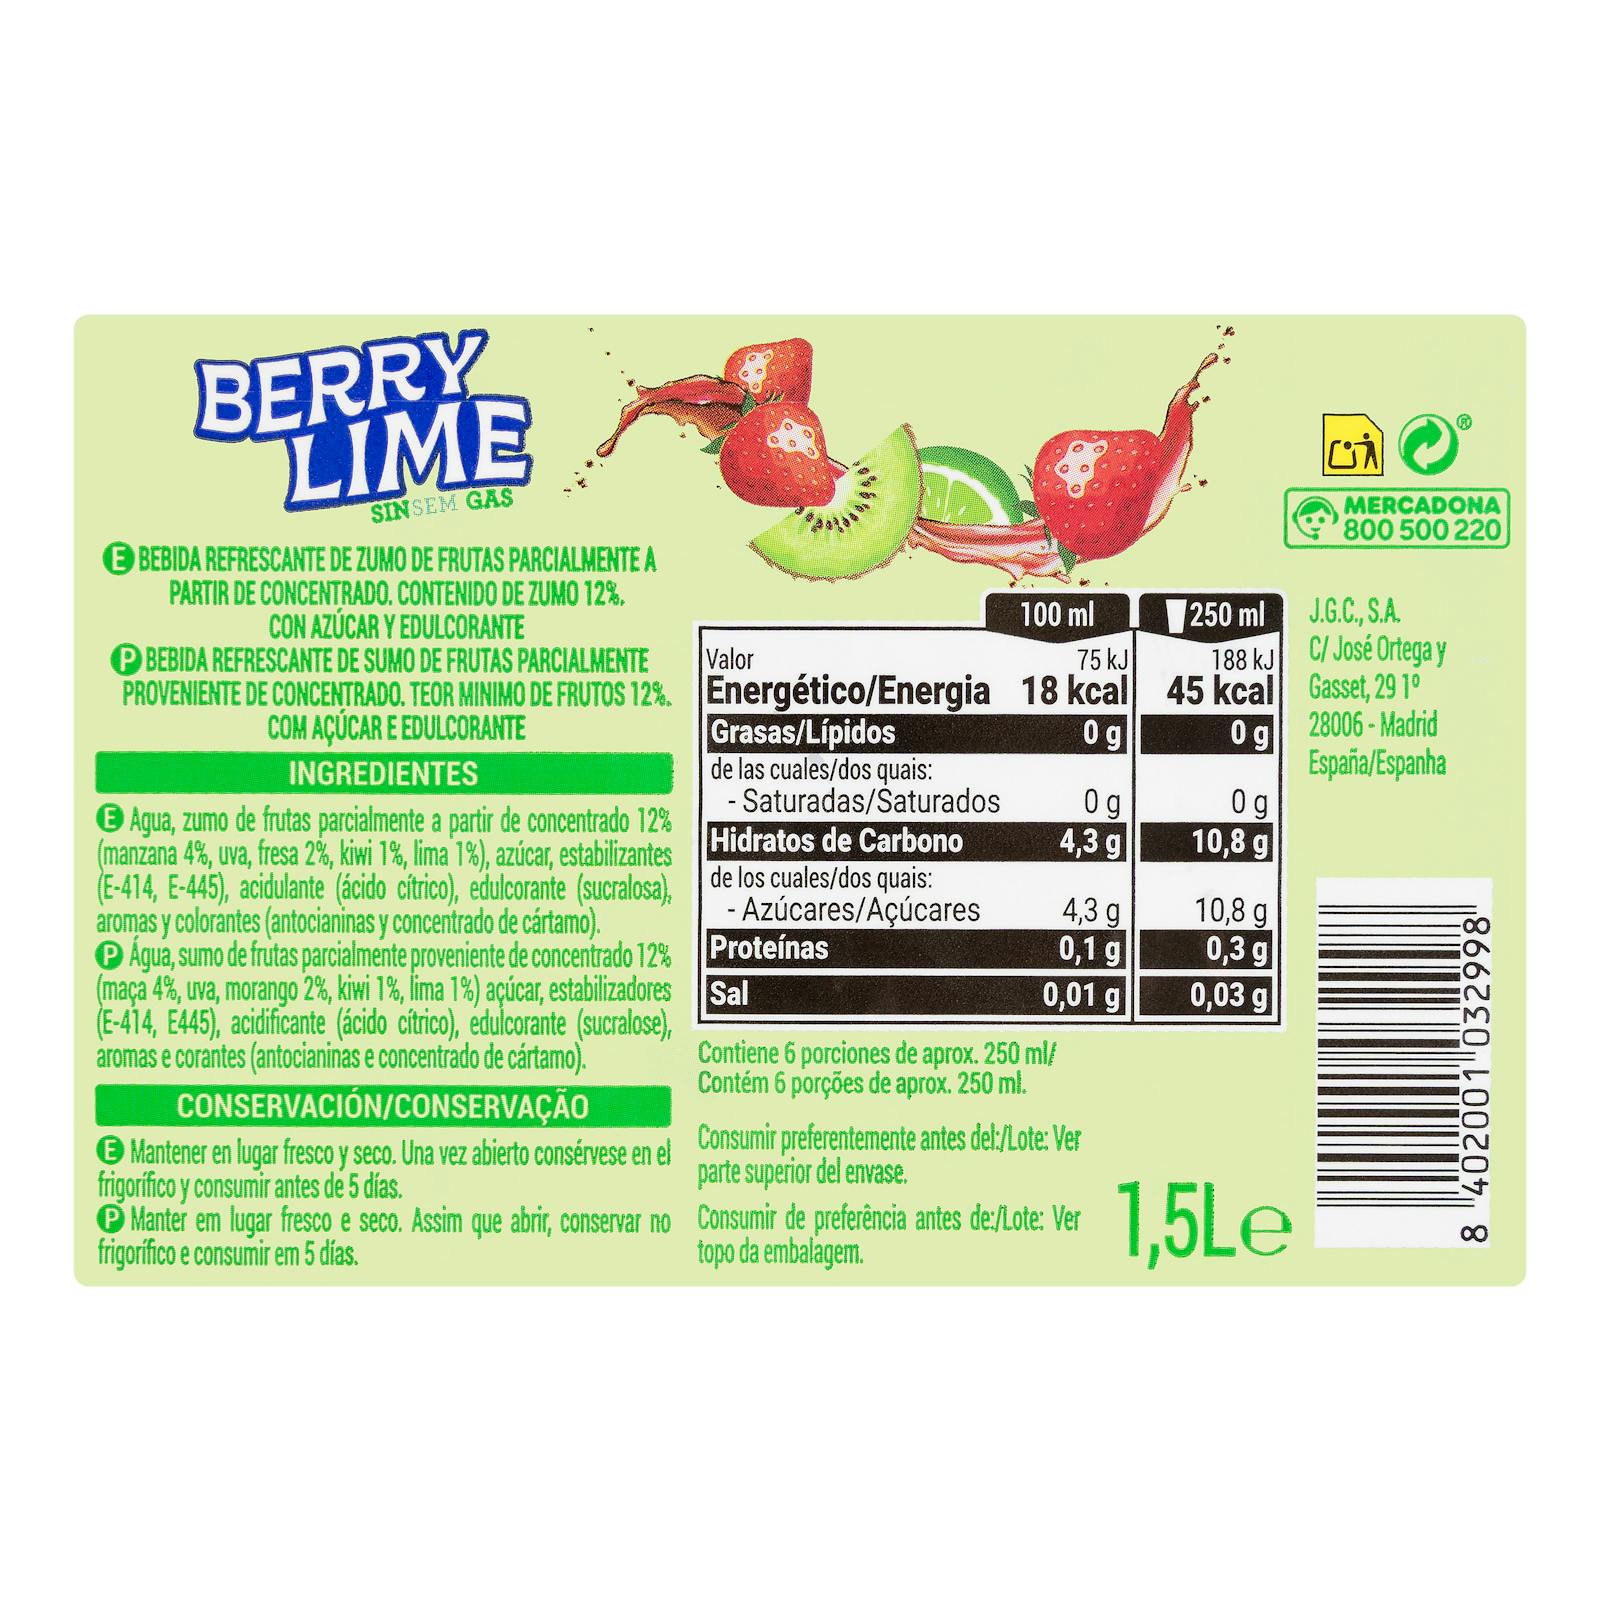 BERRY
LIME
SINSEM GAS
E BEBIDA REFRESCANTE DE ZUMO DE FRUTAS PARCIALMENTE A
PARTIR DE CONCENTRADO. CONTENIDO DE ZUMO 12%.
CON AZÚCAR Y EDULCORANTE
P BEBIDA REFRESCANTE DE SUMO DE FRUTAS PARCIALMENTE
PROVENIENTE DE CONCENTRADO. TEOR MINIMO DE FRUTOS 12%.
COM AÇÚCAR E EDULCORANTE
INGREDIENTES
E Agua, zumo de frutas parcialmente a partir de concentrado 12%
(manzana 4%, uva, fresa 2%, kiwi 1%, lima 1%), azúcar, estabilizantes
(E-414, E-445), acidulante (ácido cítrico), edulcorante (sucralosa),
aromas y colorantes (antocianinas y concentrado de cártamo).
P Água, sumo de frutas parcialmente proveniente de concentrado 12%
(maça 4%, uva, morango 2%, kiwi 1%, lima 1%) açúcar, estabilizadores
(E-414, E445), acidificante (ácido cítrico), edulcorante (sucralose),
aromas e corantes (antocianinas e concentrado de cártamo).
CONSERVACIÓN/CONSERVAÇÃO
E Mantener en lugar fresco y seco. Una vez abierto consérvese en el
frigorífico y consumir antes de 5 días.
P Manter em lugar fresco e seco. Assim que abrir, conservar no
frigorífico e consumir em 5 días.
100 ml 250 ml
Valor 75 kJ 188 kJ
Energético/Energia 18 kcal 45 kcal
Grasas/Lípidos 0 g 0 g
de las cuales/dos quais:
- Saturadas/Saturados 0 g 0 g
Hidratos de Carbono 4,3 g 10,8 g
de los cuales/dos quais:
- Azúcares/Açúcares 4,3 g 10,8 g
Proteínas 0,1 g 0,3 g
Sal 0,01 g 0,03 g
Contiene 6 porciones de aprox. 250 ml/
Contém 6 porções de aprox. 250 ml.
Consumir preferentemente antes del:/Lote: Ver
parte superior del envase.
Consumir de preferência antes de:/Lote: Ver
topo da embalagem.
1,5L e
®
MERCADONA
800 500 220
J.G.C., S.A.
C/ José Ortega y
Gasset, 29 1º
28006 - Madrid
España/Espanha
8 402001 032998